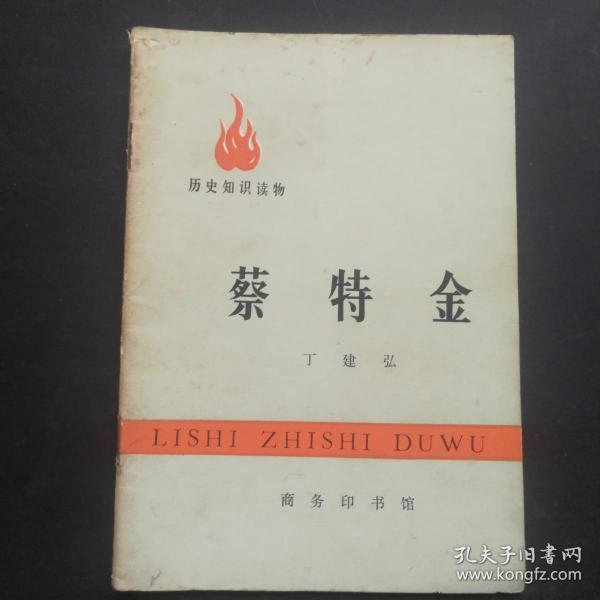 历史知识读物
蔡特金
丁建弘
LISHI ZHISHI DUWU
商务印书馆
孔夫子旧書网
www.kongfz.com